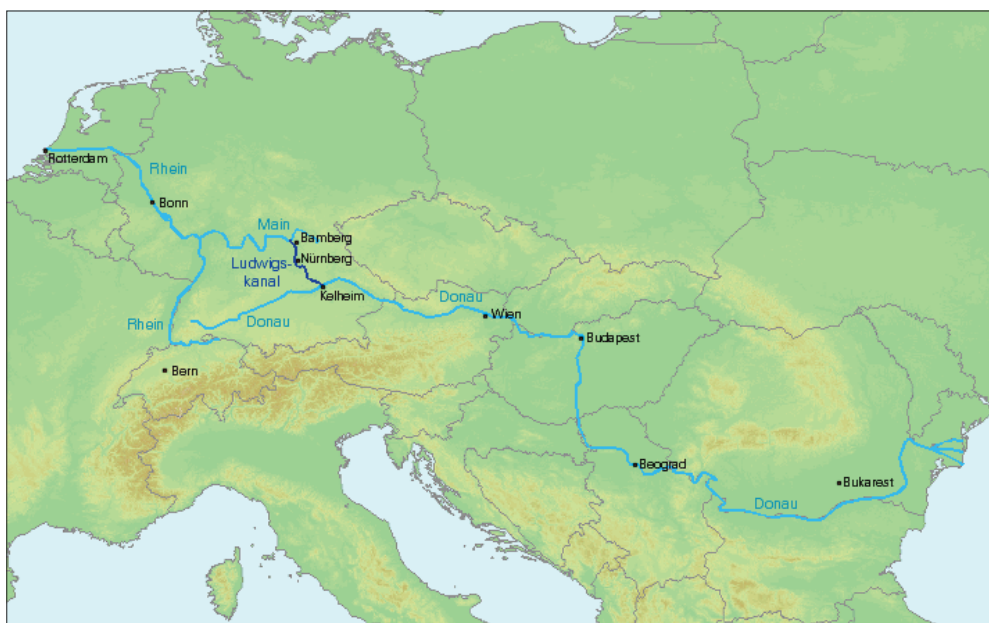 Rotterdam
Rhein
Bonn
Main
Bamberg
Nürnberg
Ludwigs-
kanal
Kelheim
Donau
Wien
Donau
Rhein
Budapest
Bern
Beograd
Bukarest
Donau